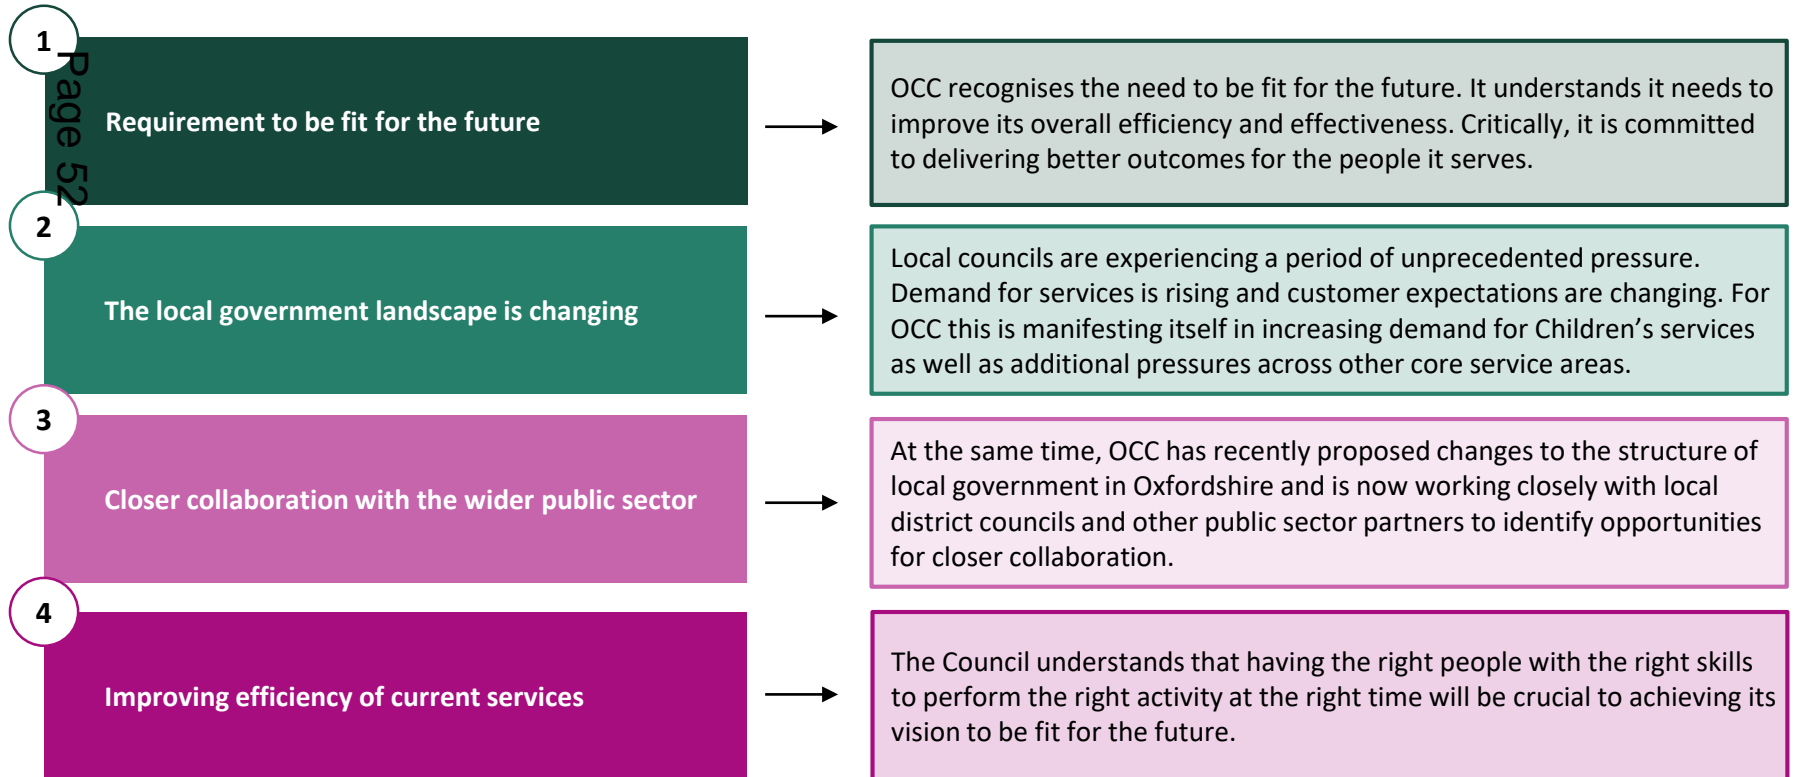 1
Page 52
Requirement to be fit for the future
OCC recognises the need to be fit for the future. It understands it needs to
improve its overall efficiency and effectiveness. Critically, it is committed
to delivering better outcomes for the people it serves.
2
The local government landscape is changing
Local councils are experiencing a period of unprecedented pressure.
Demand for services is rising and customer expectations are changing. For
OCC this is manifesting itself in increasing demand for Children’s services
as well as additional pressures across other core service areas.
3
Closer collaboration with the wider public sector
At the same time, OCC has recently proposed changes to the structure of
local government in Oxfordshire and is now working closely with local
district councils and other public sector partners to identify opportunities
for closer collaboration.
4
Improving efficiency of current services
The Council understands that having the right people with the right skills
to perform the right activity at the right time will be crucial to achieving its
vision to be fit for the future.